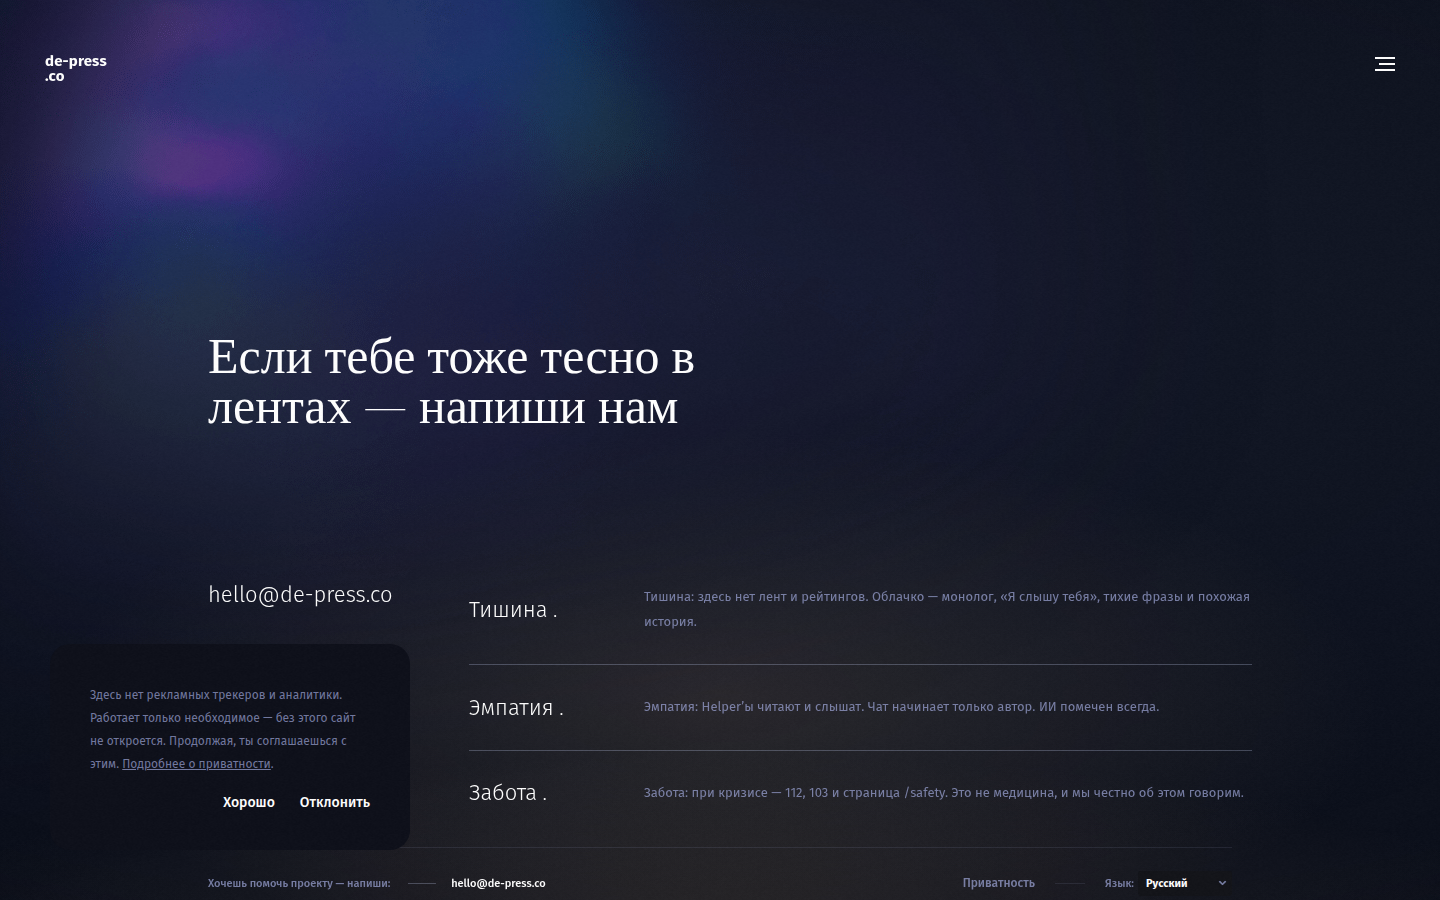 de-press
.co
Если тебе тоже тесно в
лентах — напиши нам
hello@de-press.co
Тишина .
Тишина: здесь нет лент и рейтингов. Облачко — монолог, «Я слышу тебя», тихие фразы и похожая
история.
Эмпатия .
Эмпатия: Helper’ы читают и слышат. Чат начинает только автор. ИИ помечен всегда.
Забота .
Забота: при кризисе — 112, 103 и страница /safety. Это не медицина, и мы честно об этом говорим.
Здесь нет рекламных трекеров и аналитики.
Работает только необходимое — без этого сайт
не откроется. Продолжая, ты соглашаешься с
этим. Подробнее о приватности.
Хорошо Отклонить
Хочешь помочь проекту — напиши: hello@de-press.co
Приватность Язык: Русский